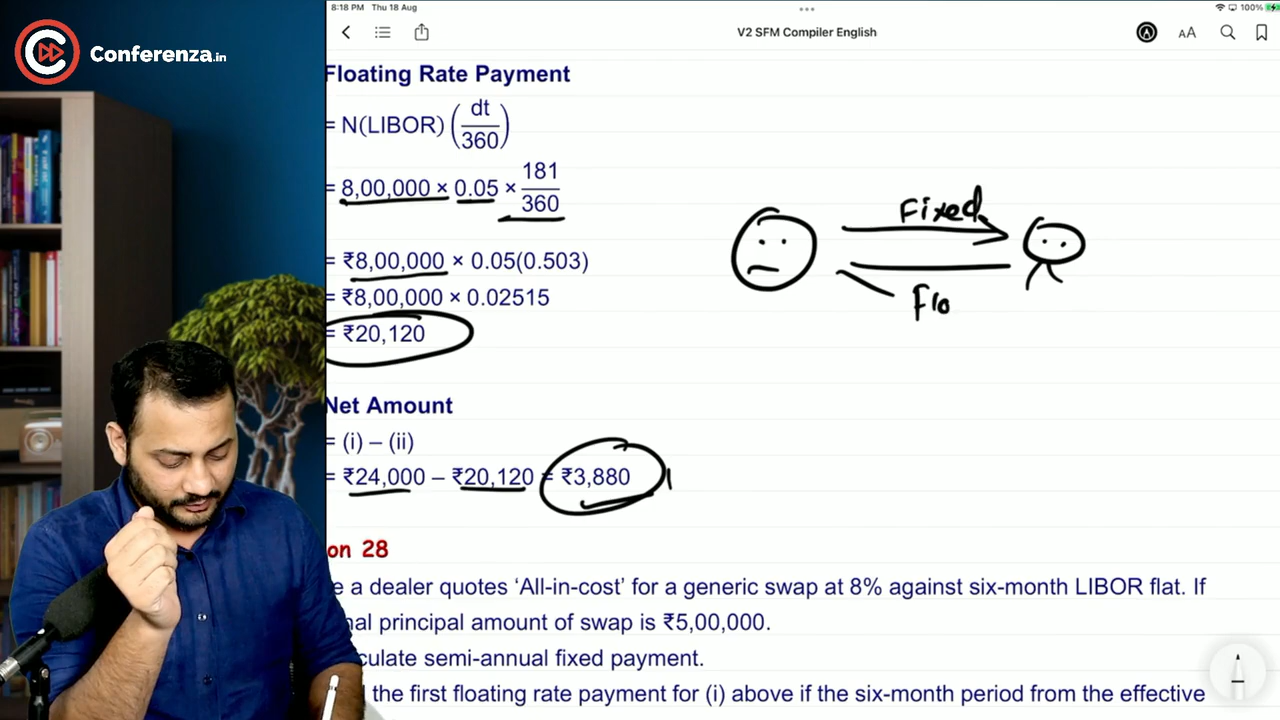 8:18 PM Thu 18 Aug
100%
Conferenza.in
V2 SFM Compiler English
AA
Floating Rate Payment
= N(LIBOR) (dt/360)
= 8,00,000 × 0.05 × 181/360
= ₹8,00,000 × 0.05(0.503)
= ₹8,00,000 × 0.02515
= ₹20,120
Fixed
Flo
Net Amount
= (i) – (ii)
= ₹24,000 – ₹20,120 = ₹3,880
on 28
e a dealer quotes ‘All-in-cost’ for a generic swap at 8% against six-month LIBOR flat. If
nal principal amount of swap is ₹5,00,000.
culate semi-annual fixed payment.
the first floating rate payment for (i) above if the six-month period from the effective